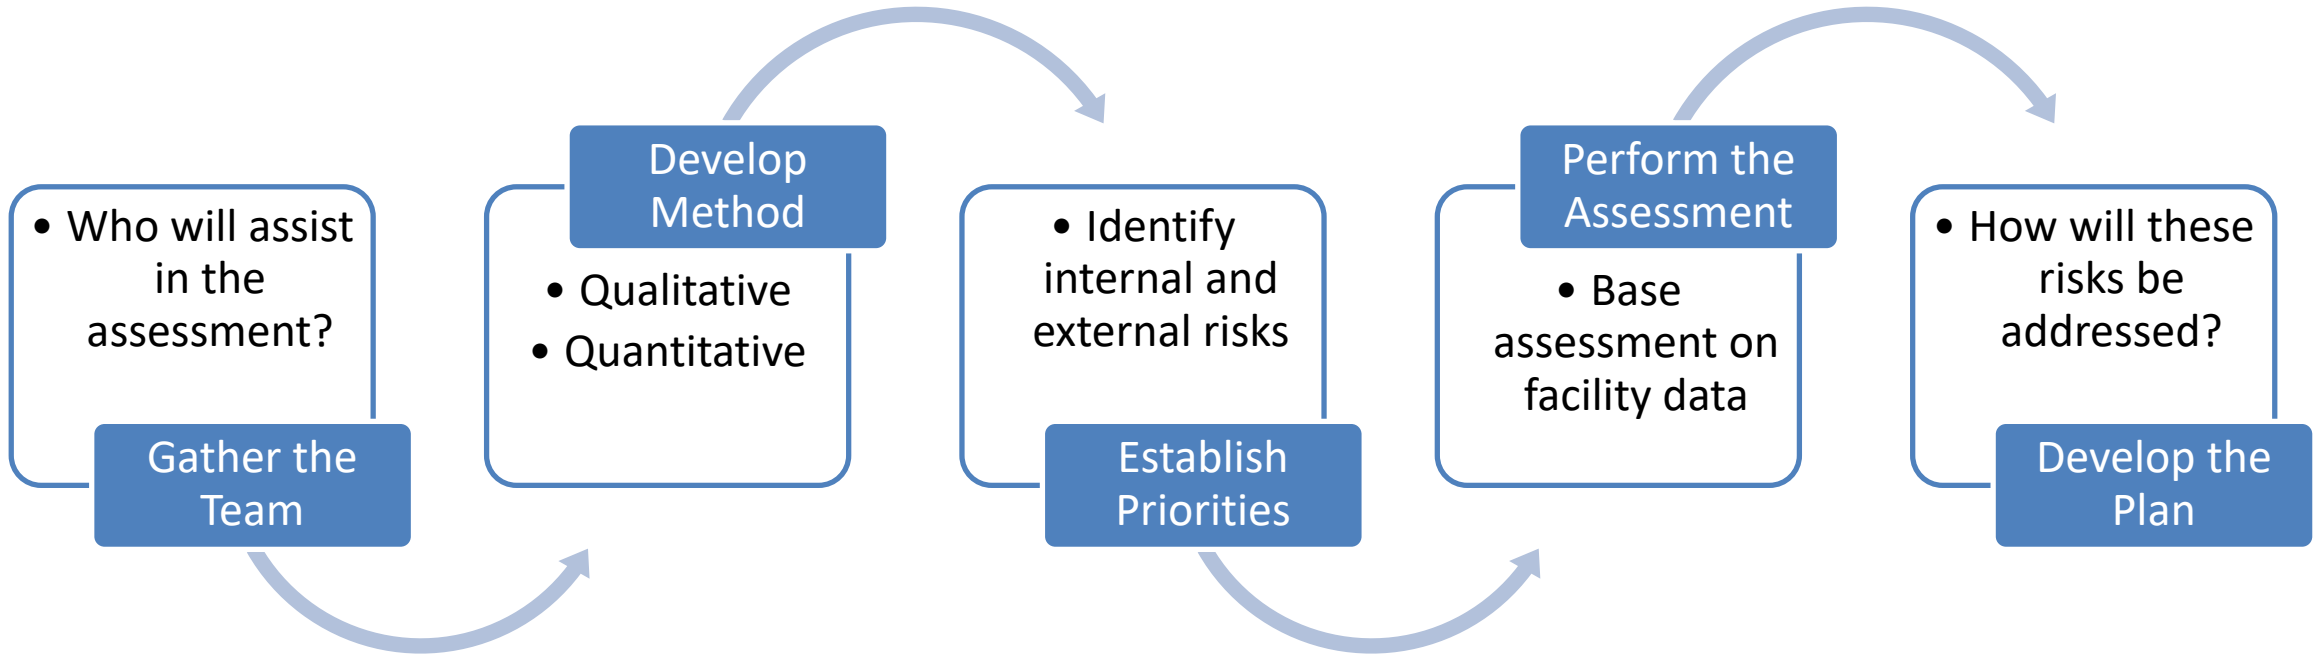 • Who will assist
in the
assessment?
Gather the
Team
Develop
Method
• Qualitative
• Quantitative
• Identify
internal and
external risks
Establish
Priorities
Perform the
Assessment
• Base
assessment on
facility data
• How will these
risks be
addressed?
Develop the
Plan